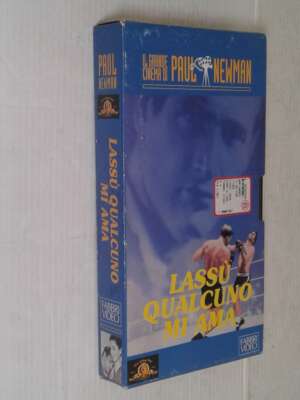 PAUL
NEWMAN
LASSÙ QUALCUNO
MI AMA
FABBRI
VIDEO
IL GRANDE
CINEMA DI
PAUL NEWMAN
LASSÙ
QUALCUNO
MI AMA
FABBRI
VIDEO